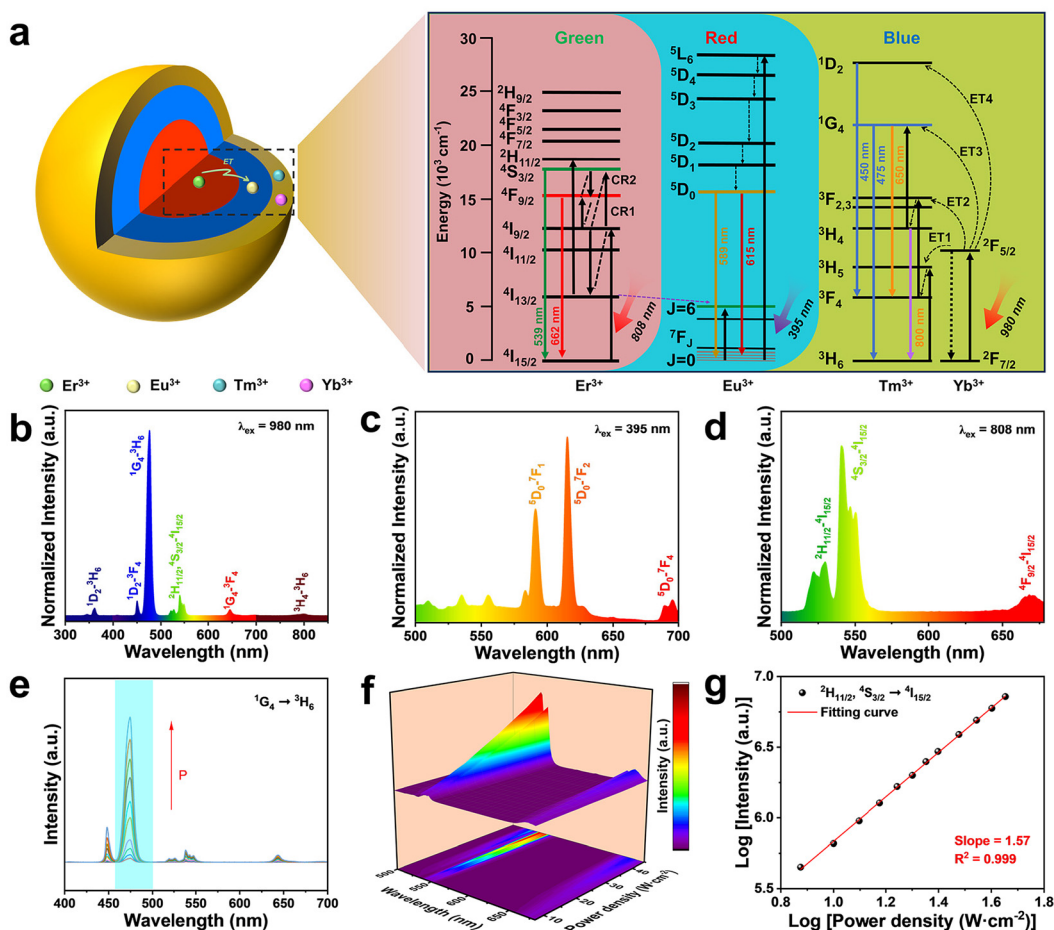 a
ET
Er³⁺
Eu³⁺
Tm³⁺
Yb³⁺
Green
Red
Blue
Energy (10³ cm⁻¹)
30
25
20
15
10
5
0
²H₉/₂
⁴F₃/₂
⁴F₅/₂
⁴F₇/₂
²H₁₁/₂
⁴S₃/₂
⁴F₉/₂
⁴I₉/₂
⁴I₁₁/₂
⁴I₁₃/₂
⁴I₁₅/₂
CR2
CR1
539 nm
662 nm
808 nm
Er³⁺
⁵L₆
⁵D₄
⁵D₃
⁵D₂
⁵D₁
⁵D₀
593 nm
615 nm
J=6
⁷F_J
J=0
395 nm
Eu³⁺
¹D₂
¹G₄
³F₂,₃
³H₄
³H₅
³F₄
³H₆
450 nm
475 nm
650 nm
800 nm
ET4
ET3
ET2
ET1
²F₅/₂
²F₇/₂
980 nm
Tm³⁺
Yb³⁺
b
λex = 980 nm
Normalized Intensity (a.u.)
¹D₂-³H₆
¹D₂-³F₄
¹G₄-³H₆
²H₁₁/₂,⁴S₃/₂-⁴I₁₅/₂
¹G₄-³F₄
³H₄-³H₆
300 400 500 600 700 800
Wavelength (nm)
c
λex = 395 nm
Normalized Intensity (a.u.)
⁵D₀-⁷F₁
⁵D₀-⁷F₂
⁵D₀-⁷F₄
500 550 600 650 700
Wavelength (nm)
d
λex = 808 nm
Normalized Intensity (a.u.)
²H₁₁/₂-⁴I₁₅/₂
⁴S₃/₂-⁴I₁₅/₂
⁴F₉/₂-⁴I₁₅/₂
500 550 600 650
Wavelength (nm)
e
¹G₄ → ³H₆
P
Intensity (a.u.)
400 450 500 550 600 650 700
Wavelength (nm)
f
Intensity (a.u.)
500
550
600
650
Wavelength (nm)
Power density (W·cm⁻²)
g
²H₁₁/₂, ⁴S₃/₂ → ⁴I₁₅/₂
Fitting curve
Log [Intensity (a.u.)]
7.0
6.5
6.0
5.5
Slope = 1.57
R² = 0.999
0.8 1.0 1.2 1.4 1.6 1.8
Log [Power density (W·cm⁻²)]